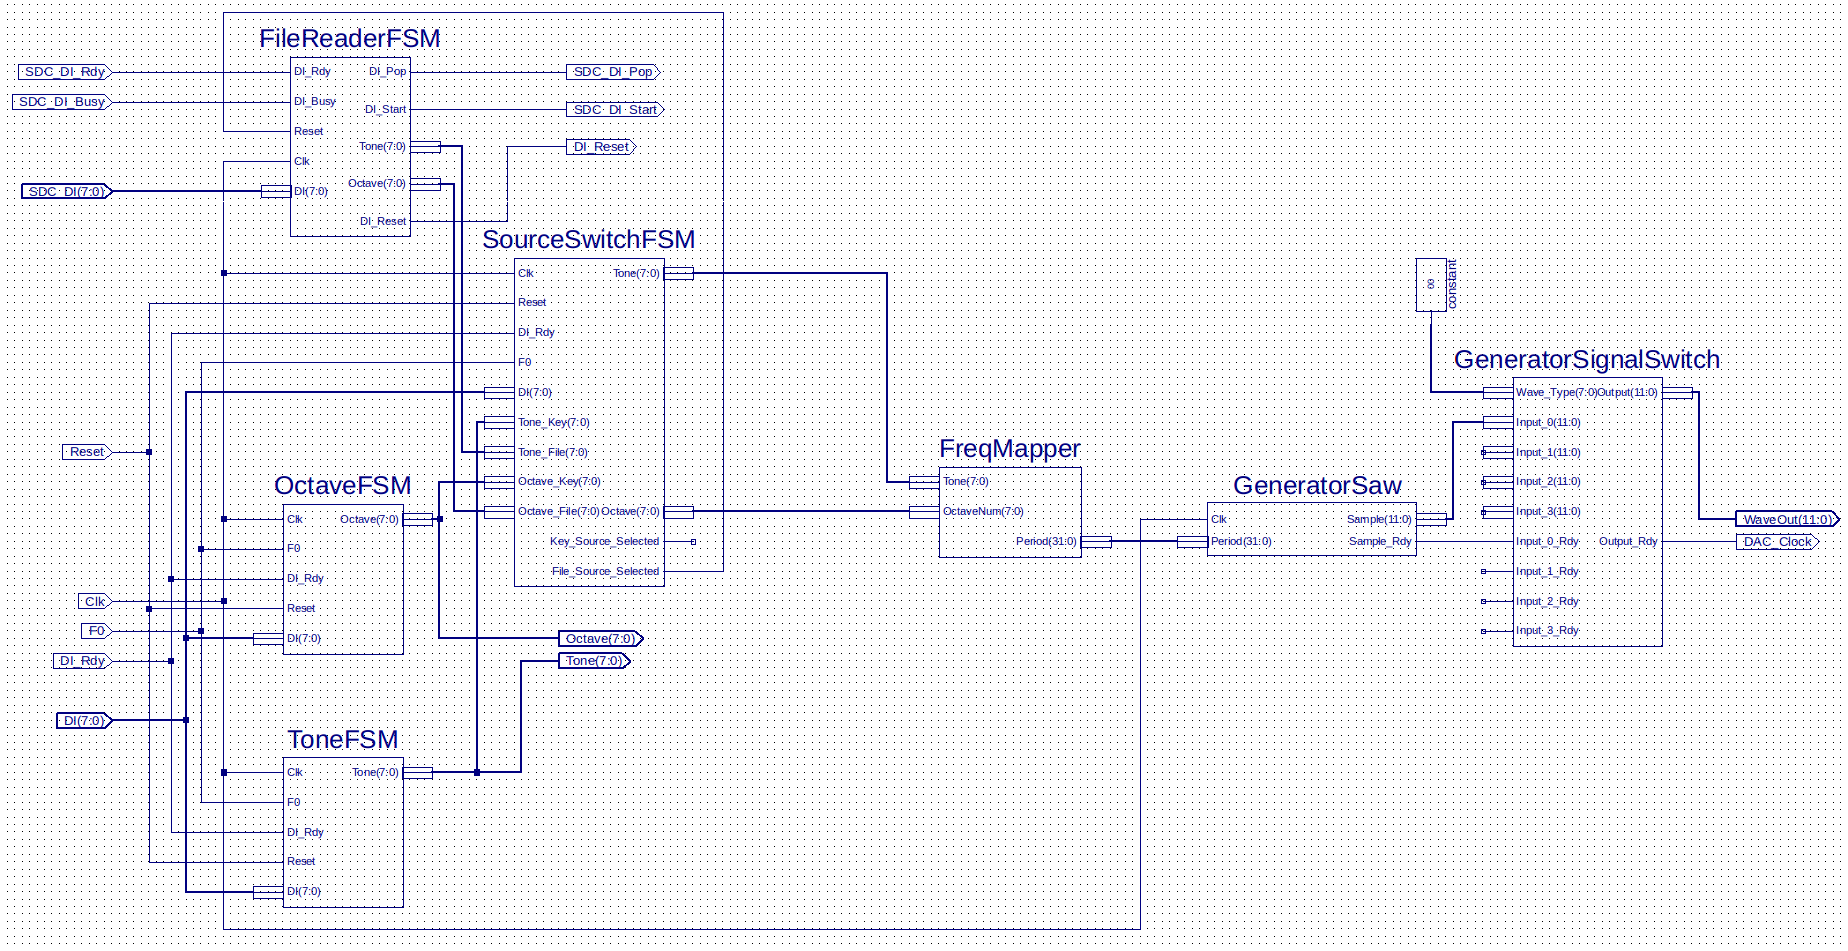 FileReaderFSM
SDC_DI_Rdy
SDC_DI_Busy
SDC_DI(7:0)
DI_Rdy
DI_Busy
Reset
Clk
DI(7:0)
DI_Pop
DI_Start
Tone(7:0)
Octave(7:0)
DI_Reset
SDC_DI_Pop
SDC_DI_Start
DI_Reset
SourceSwitchFSM
Clk
Reset
DI_Rdy
F0
DI(7:0)
Tone_Key(7:0)
Tone_File(7:0)
Octave_Key(7:0)
Octave_File(7:0)
Tone(7:0)
Octave(7:0)
Key_Source_Selected
File_Source_Selected
Reset
Clk
F0
DI_Rdy
DI(7:0)
OctaveFSM
Clk
F0
DI_Rdy
Reset
DI(7:0)
Octave(7:0)
Octave(7:0)
Tone(7:0)
ToneFSM
Clk
F0
DI_Rdy
Reset
DI(7:0)
Tone(7:0)
FreqMapper
Tone(7:0)
OctaveNum(7:0)
Period(31:0)
GeneratorSaw
Clk
Period(31:0)
Sample(11:0)
Sample_Rdy
00
constant
GeneratorSignalSwitch
Wave_Type(7:0)
Input_0(11:0)
Input_1(11:0)
Input_2(11:0)
Input_3(11:0)
Input_0_Rdy
Input_1_Rdy
Input_2_Rdy
Input_3_Rdy
Output(11:0)
Output_Rdy
WaveOut(11:0)
DAC_Clock